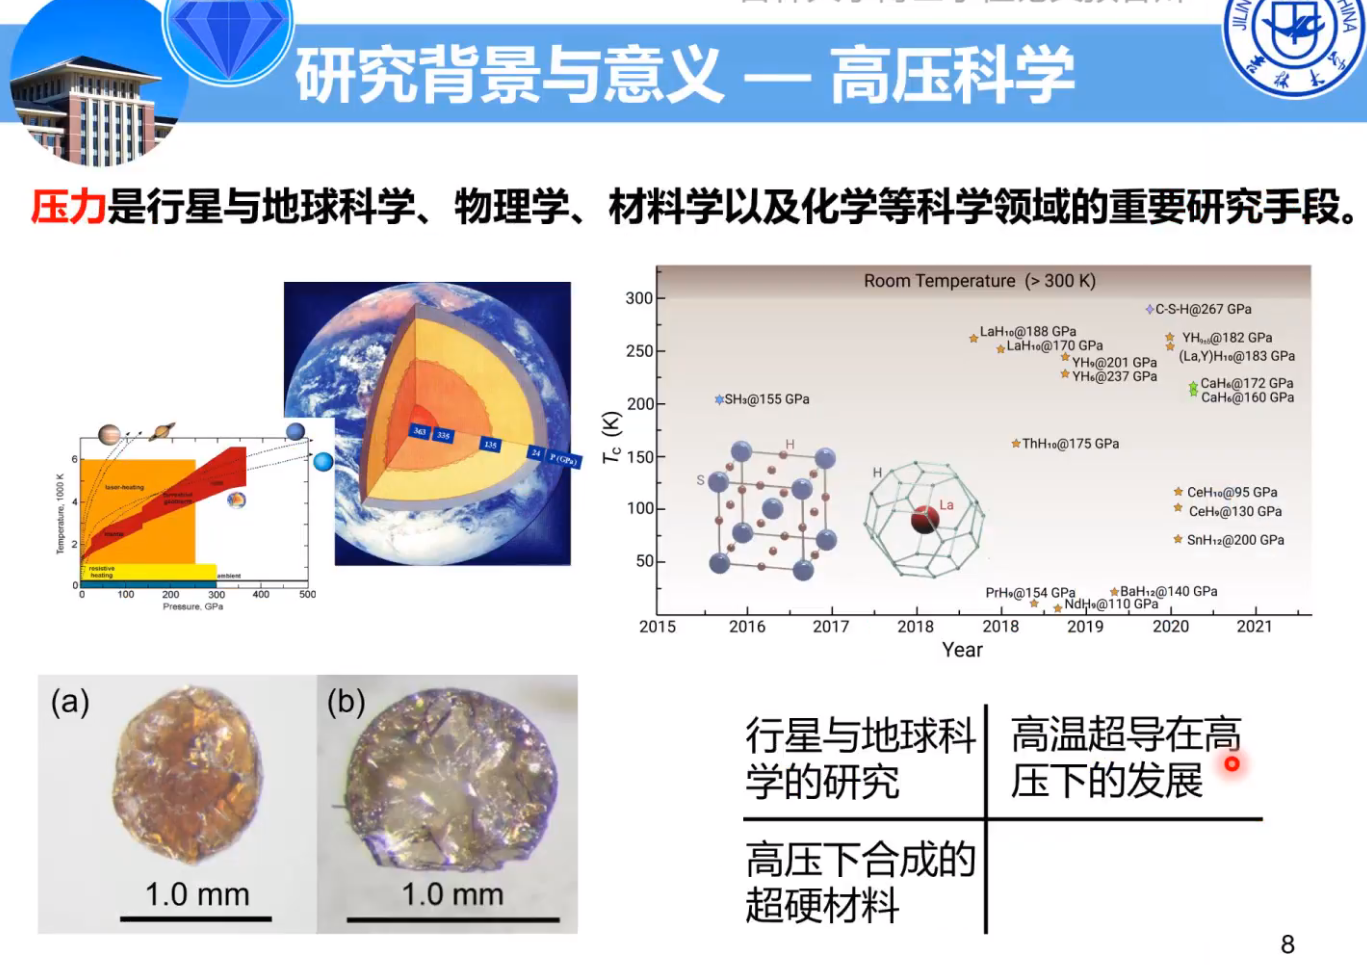 研究背景与意义 — 高压科学
压力是行星与地球科学、物理学、材料学以及化学等科学领域的重要研究手段。
363
335
135
24
P (GPa)
Temperature, 1000 K
6
4
2
0
laser-heating
resistive
heating
ambient
0 100 200 300 400 500
Pressure, GPa
Room Temperature (> 300 K)
Tc (K)
300
250
200
150
100
50
C-S-H@267 GPa
LaH₁₀@188 GPa
LaH₁₀@170 GPa
YH₉@201 GPa
YH₆@237 GPa
@182 GPa
(La,Y)H₁₀@183 GPa
CaH₆@172 GPa
CaH₆@160 GPa
SH₃@155 GPa
ThH₁₀@175 GPa
CeH₁₀@95 GPa
CeH₉@130 GPa
SnH₁₂@200 GPa
PrH₉@154 GPa
BaH₁₂@140 GPa
NdH₉@110 GPa
H
S
H
La
2015 2016 2017 2018 2018 2019 2020 2021
Year
(a)
1.0 mm
(b)
1.0 mm
行星与地球科
学的研究
高温超导在高
压下的发展
高压下合成的
超硬材料
8